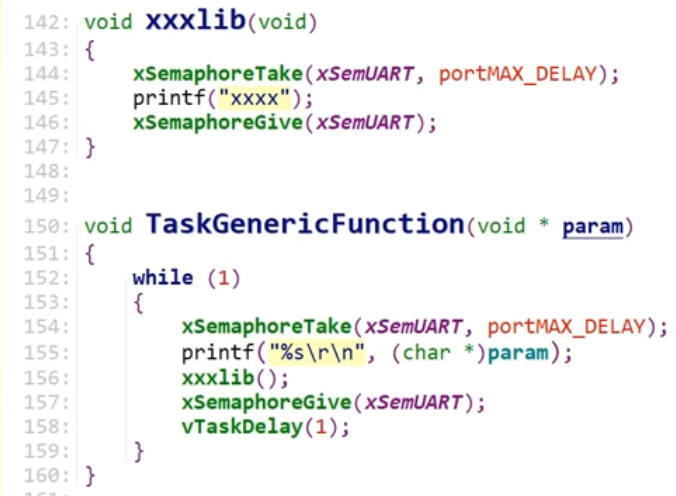 142: void xxxlib(void)
143: {
144:     xSemaphoreTake(xSemUART, portMAX_DELAY);
145:     printf("xxxx");
146:     xSemaphoreGive(xSemUART);
147: }
148:
149:
150: void TaskGenericFunction(void * param)
151: {
152:     while (1)
153:     {
154:         xSemaphoreTake(xSemUART, portMAX_DELAY);
155:         printf("%s\r\n", (char *)param);
156:         xxxlib();
157:         xSemaphoreGive(xSemUART);
158:         vTaskDelay(1);
159:     }
160: }